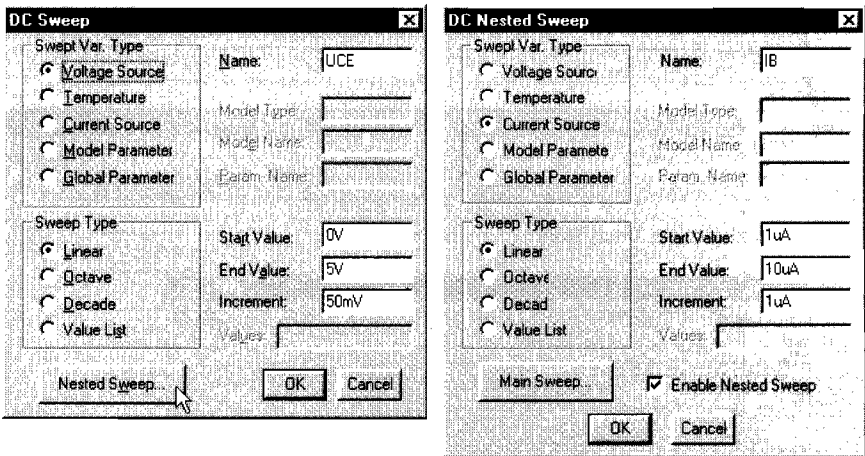 DC Sweep
Swept Var. Type
Voltage Source
Temperature
Current Source
Model Parameter
Global Parameter
Name: UCE
Model Type:
Model Name:
Param. Name:
Sweep Type
Linear
Octave
Decade
Value List
Start Value: 0V
End Value: 5V
Increment: 50mV
Values:
Nested Sweep...
OK
Cancel
DC Nested Sweep
Swept Var. Type
Voltage Sourc
Temperature
Current Source
Model Paramete
Global Parameter
Name: IB
Model Type:
Model Name:
Param. Name:
Sweep Type
Linear
Octave
Decad
Value List
Start Value: 1uA
End Value: 10uA
Increment: 1uA
Values:
Main Sweep...
Enable Nested Sweep
OK
Cancel